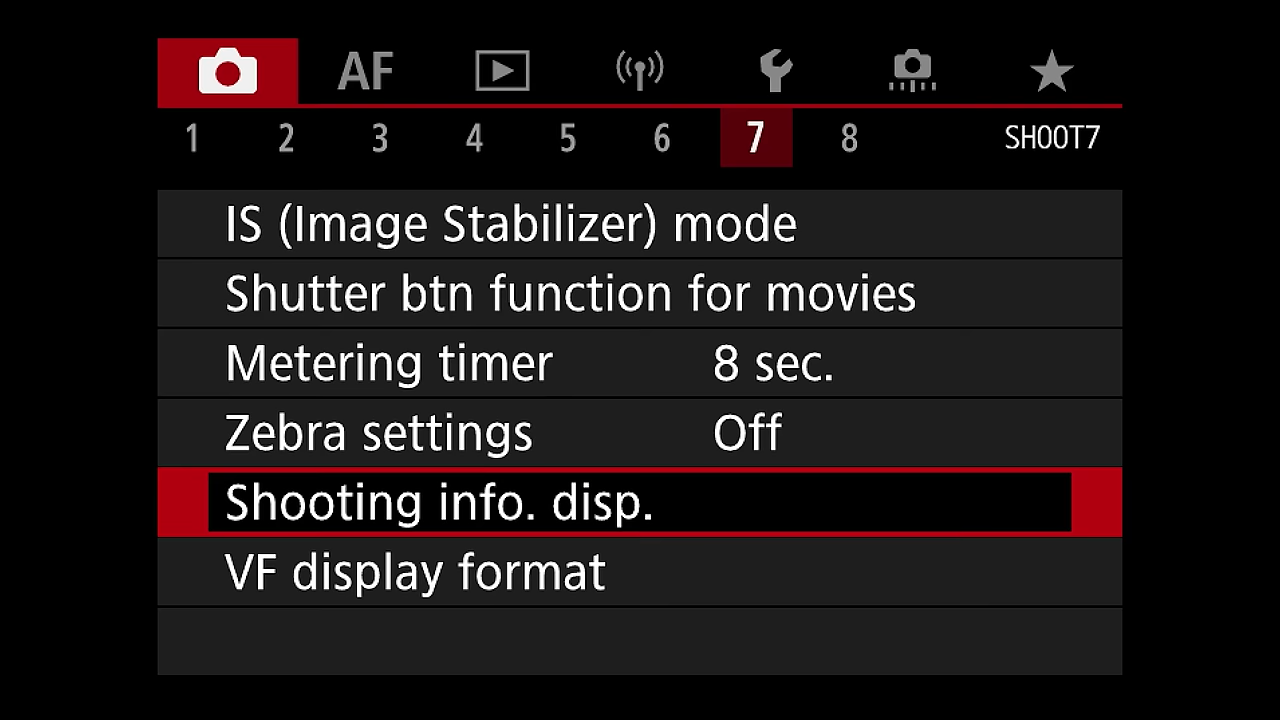 AF
1 2 3 4 5 6 7 8 SHOOT7
IS (Image Stabilizer) mode
Shutter btn function for movies
Metering timer 8 sec.
Zebra settings Off
Shooting info. disp.
VF display format